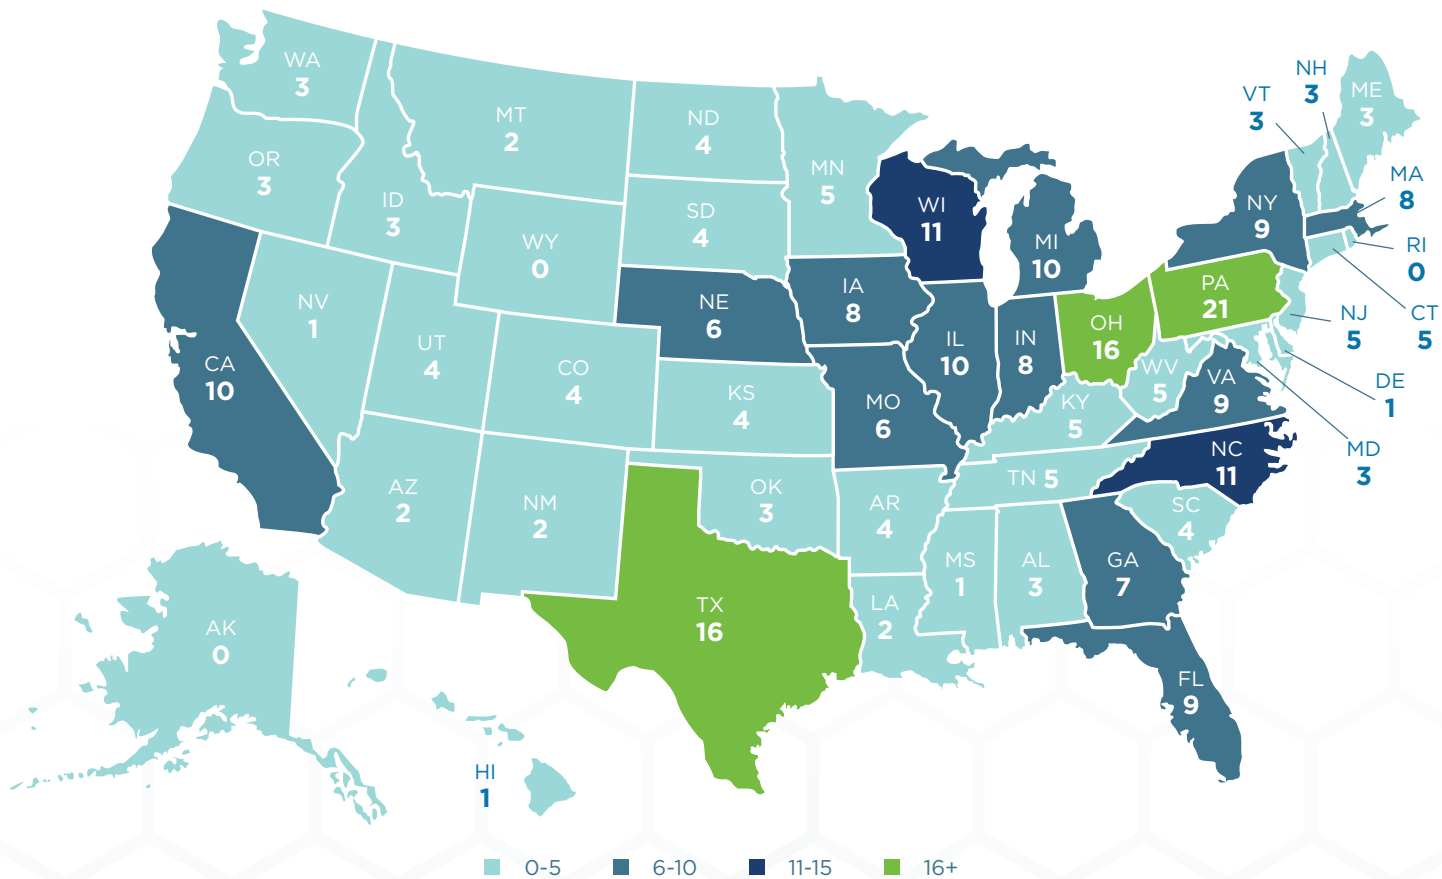 WA
3
OR
3
ID
3
MT
2
ND
4
SD
4
MN
5
WY
0
NV
1
UT
4
CO
4
CA
10
NE
6
KS
4
IA
8
MO
6
WI
11
MI
10
IL
10
IN
8
OH
16
PA
21
NY
9
VT
3
NH
3
ME
3
MA
8
RI
0
CT
5
NJ
5
DE
1
MD
3
WV
5
VA
9
KY
5
NC
11
TN 5
SC
4
AZ
2
NM
2
OK
3
AR
4
TX
16
LA
2
MS
1
AL
3
GA
7
FL
9
AK
0
HI
1
0-5
6-10
11-15
16+